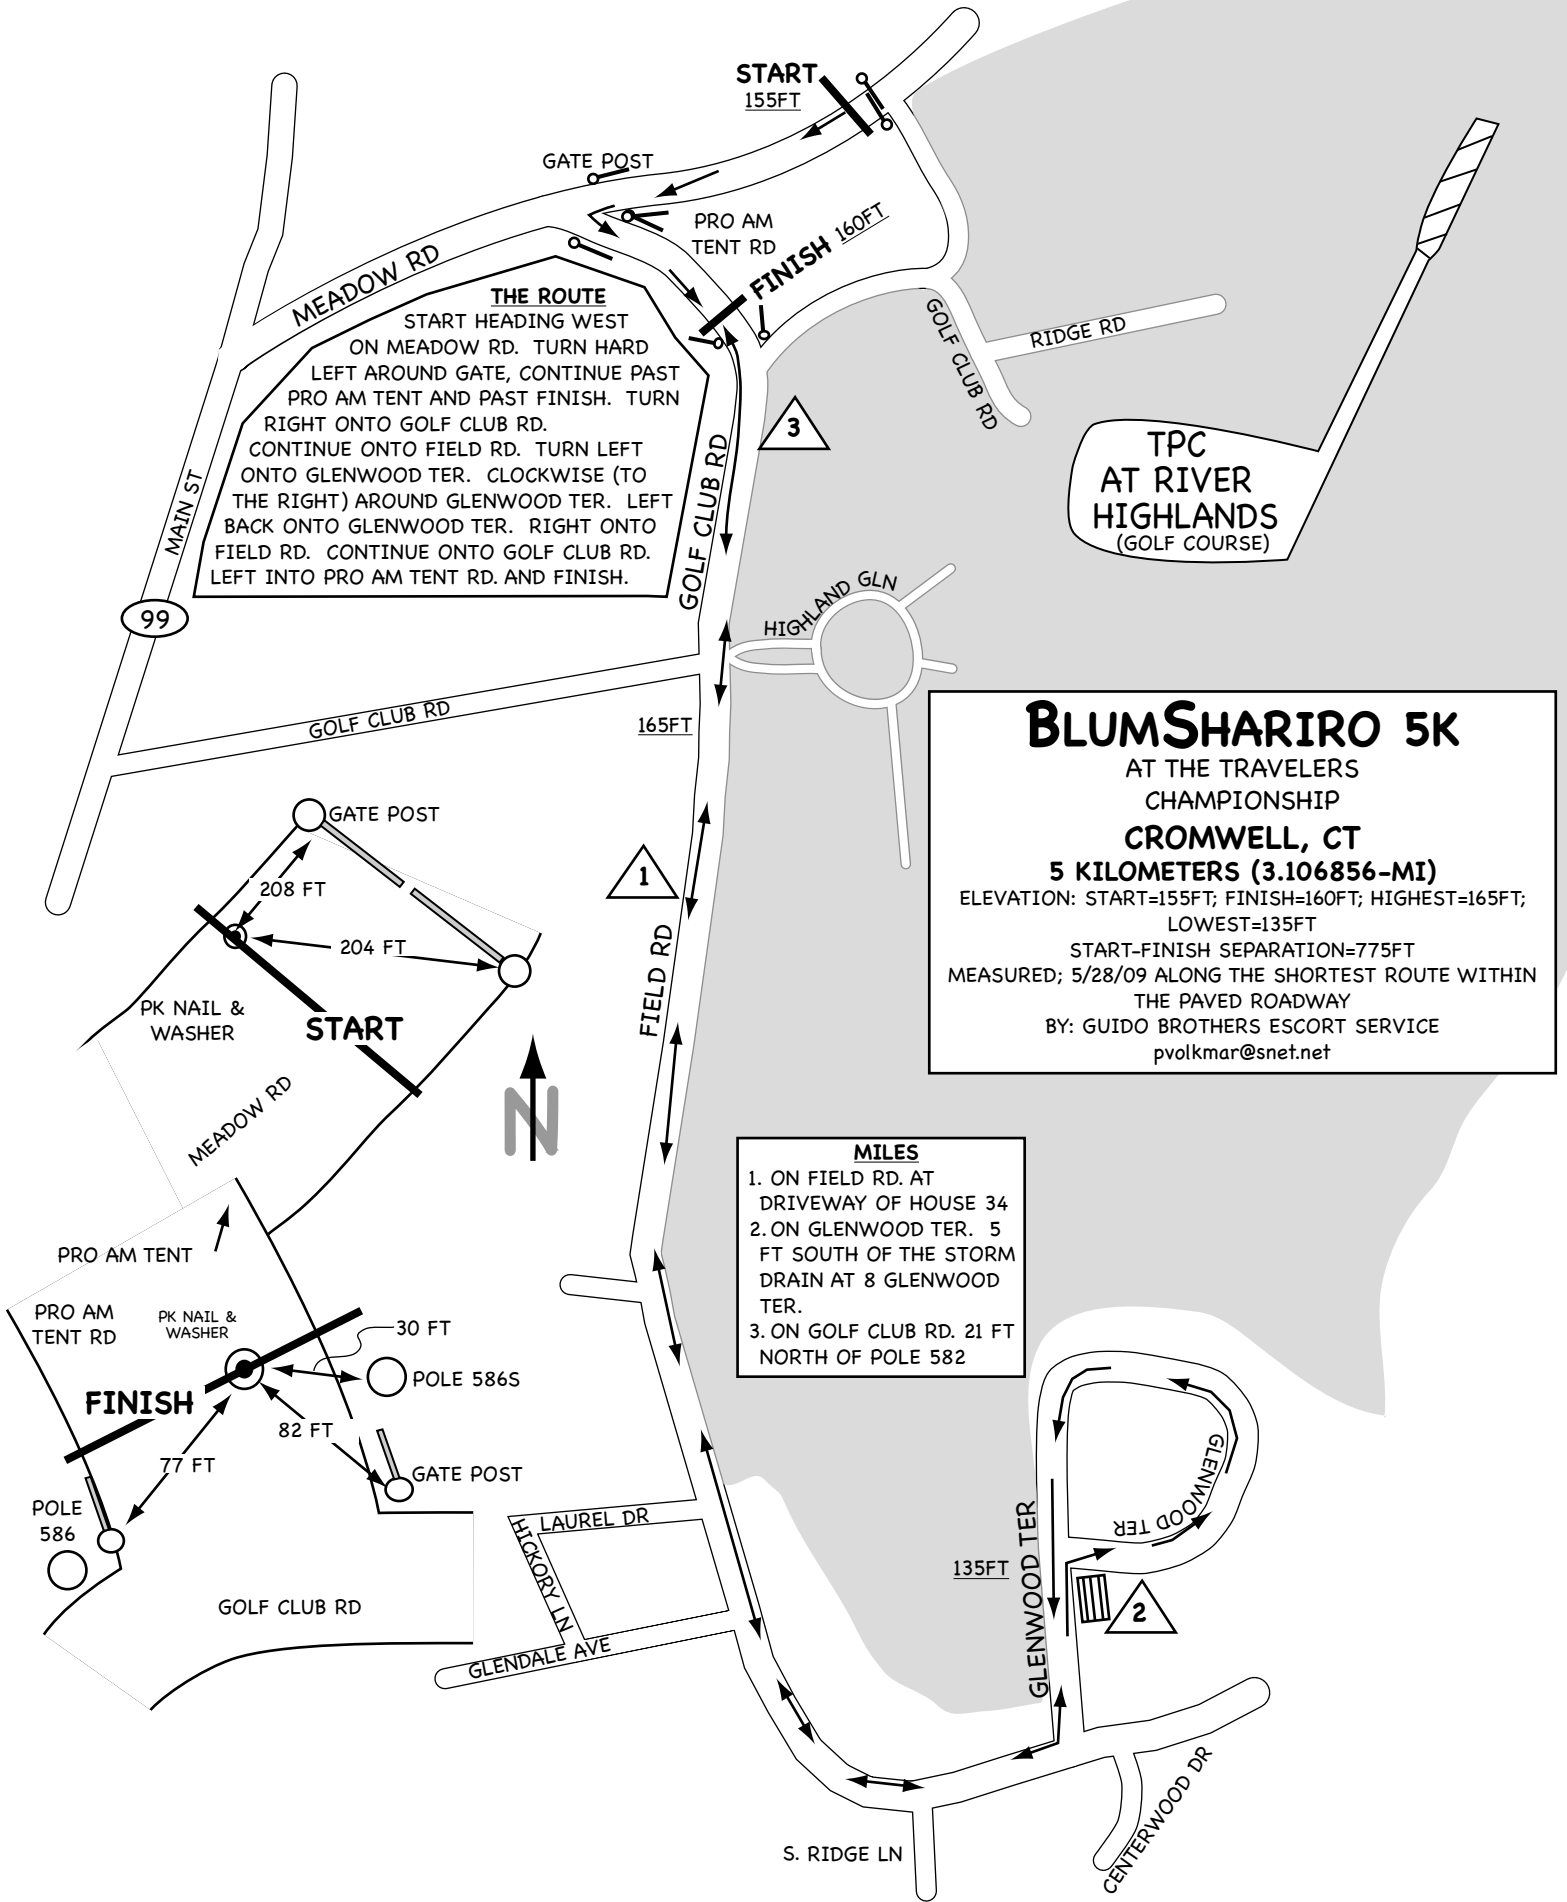 START
155FT
GATE POST
PRO AM
TENT RD
FINISH 160FT
MEADOW RD
THE ROUTE
START HEADING WEST
ON MEADOW RD. TURN HARD
LEFT AROUND GATE, CONTINUE PAST
PRO AM TENT AND PAST FINISH. TURN
RIGHT ONTO GOLF CLUB RD.
CONTINUE ONTO FIELD RD. TURN LEFT
ONTO GLENWOOD TER. CLOCKWISE (TO
THE RIGHT) AROUND GLENWOOD TER. LEFT
BACK ONTO GLENWOOD TER. RIGHT ONTO
FIELD RD. CONTINUE ONTO GOLF CLUB RD.
LEFT INTO PRO AM TENT RD. AND FINISH.
GOLF CLUB RD
RIDGE RD
3
TPC
AT RIVER
HIGHLANDS
(GOLF COURSE)
MAIN ST
GOLF CLUB RD
99
HIGHLAND GLN
GOLF CLUB RD
165FT
BLUMSHARIRO 5K
AT THE TRAVELERS
CHAMPIONSHIP
CROMWELL, CT
5 KILOMETERS (3.106856-MI)
ELEVATION: START=155FT; FINISH=160FT; HIGHEST=165FT;
LOWEST=135FT
START-FINISH SEPARATION=775FT
MEASURED; 5/28/09 ALONG THE SHORTEST ROUTE WITHIN
THE PAVED ROADWAY
BY: GUIDO BROTHERS ESCORT SERVICE
pvolkmar@snet.net
GATE POST
208 FT
204 FT
PK NAIL &
WASHER
START
MEADOW RD
1
FIELD RD
N
MILES
1. ON FIELD RD. AT
DRIVEWAY OF HOUSE 34
2. ON GLENWOOD TER. 5
FT SOUTH OF THE STORM
DRAIN AT 8 GLENWOOD
TER.
3. ON GOLF CLUB RD. 21 FT
NORTH OF POLE 582
PRO AM TENT
PRO AM
TENT RD
PK NAIL &
WASHER
30 FT
POLE 586S
FINISH
82 FT
77 FT
GATE POST
POLE
586
GOLF CLUB RD
LAUREL DR
HICKORY LN
GLENDALE AVE
GLENWOOD TER
GLENWOOD TER
135FT
2
S. RIDGE LN
CENTERWOOD DR